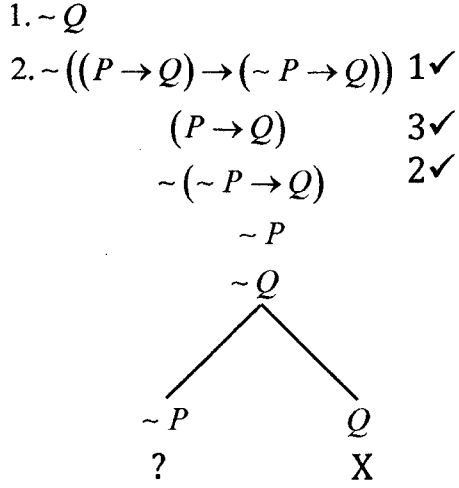 1. ~ Q
2. ~ ((P → Q) → (~ P → Q)) 1✓
(P → Q) 3✓
~ (~ P → Q) 2✓
~ P
~ Q
~ P Q
? X